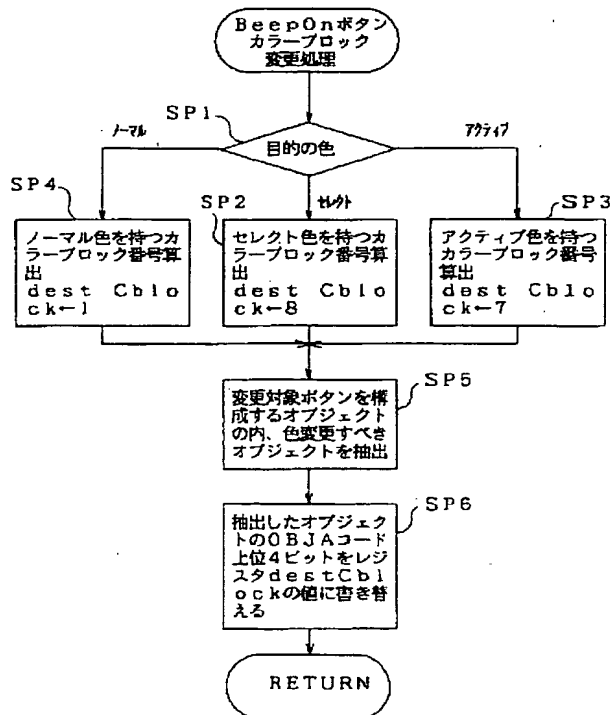 ＢｅｅｐＯｎボタン
カラーブロック
変更処理
ＳＰ１
ノーマル
アクティブ
目的の色
セレクト
ＳＰ４
ノーマル色を持つカ
ラーブロック番号算
出
ｄｅｓｔ Ｃｂｌｏ
ｃｋ←１
ＳＰ２
セレクト色を持つカ
ラーブロック番号算
出
ｄｅｓｔ Ｃｂｌｏ
ｃｋ←８
ＳＰ３
アクティブ色を持つ
カラーブロック番号
算出
ｄｅｓｔ Ｃｂｌｏ
ｃｋ←７
ＳＰ５
変更対象ボタンを構
成するオブジェクト
の内、色変更すべき
オブジェクトを抽出
ＳＰ６
抽出したオブジェク
トのＯＢＪＡコード
上位４ビットをレジ
スタｄｅｓｔＣｂｌ
ｏｃｋの値に書き替
える
ＲＥＴＵＲＮ